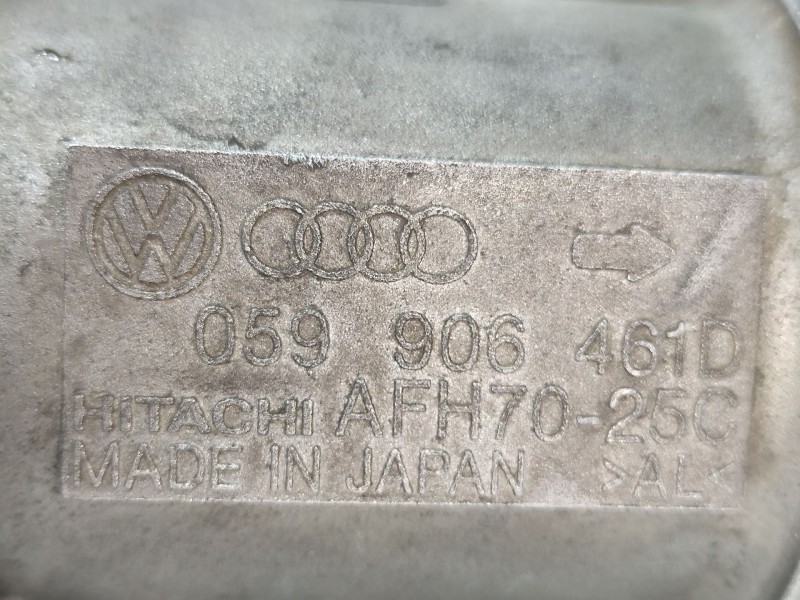 059 906 461D
HITACHI AFH70-25C
MADE IN JAPAN >AL<